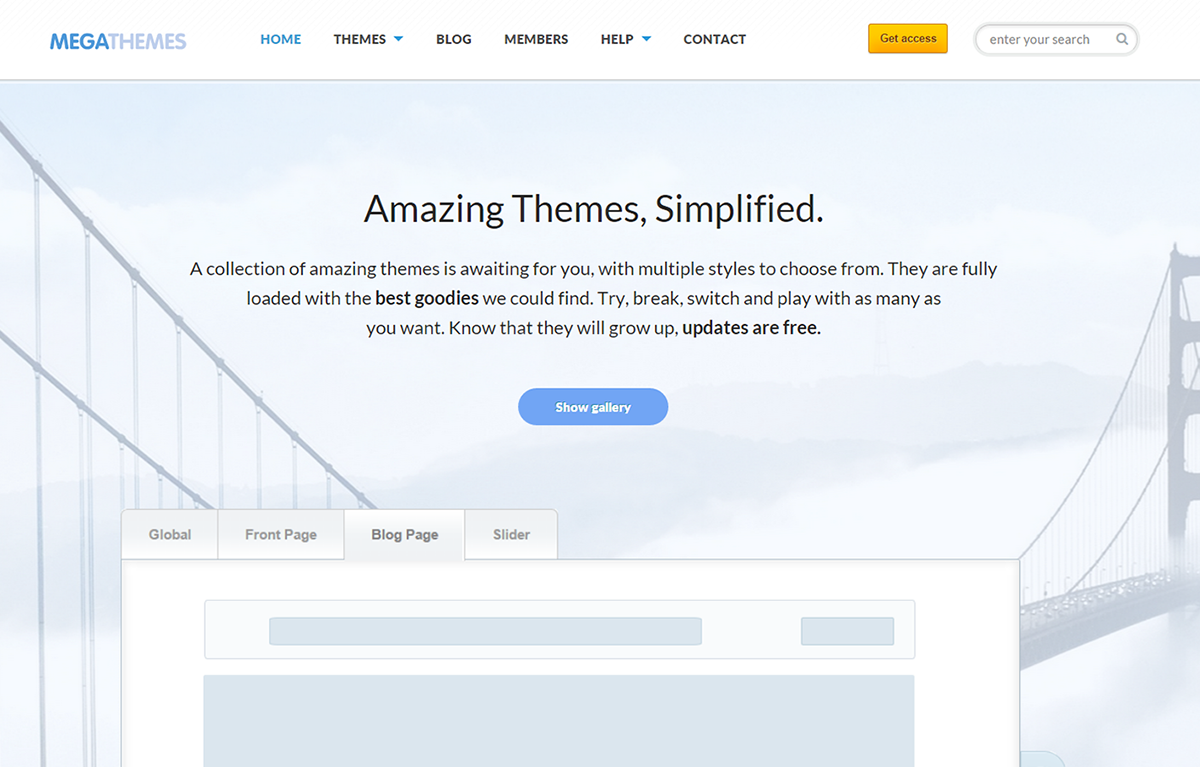 MEGATHEMES HOME THEMES BLOG MEMBERS HELP CONTACT Get access enter your search
Amazing Themes, Simplified.
A collection of amazing themes is awaiting for you, with multiple styles to choose from. They are fully
loaded with the best goodies we could find. Try, break, switch and play with as many as
you want. Know that they will grow up, updates are free.
Show gallery
Global Front Page Blog Page Slider